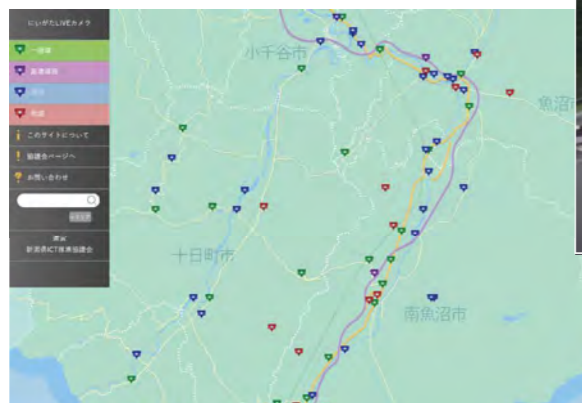 にいがたLIVEカメラ
一般道
高速道路
河川
発電
このサイトについて
協議会ページへ
お問い合わせ
新潟県ICT推進協議会
小千谷市
魚沼
十日町市
南魚沼市